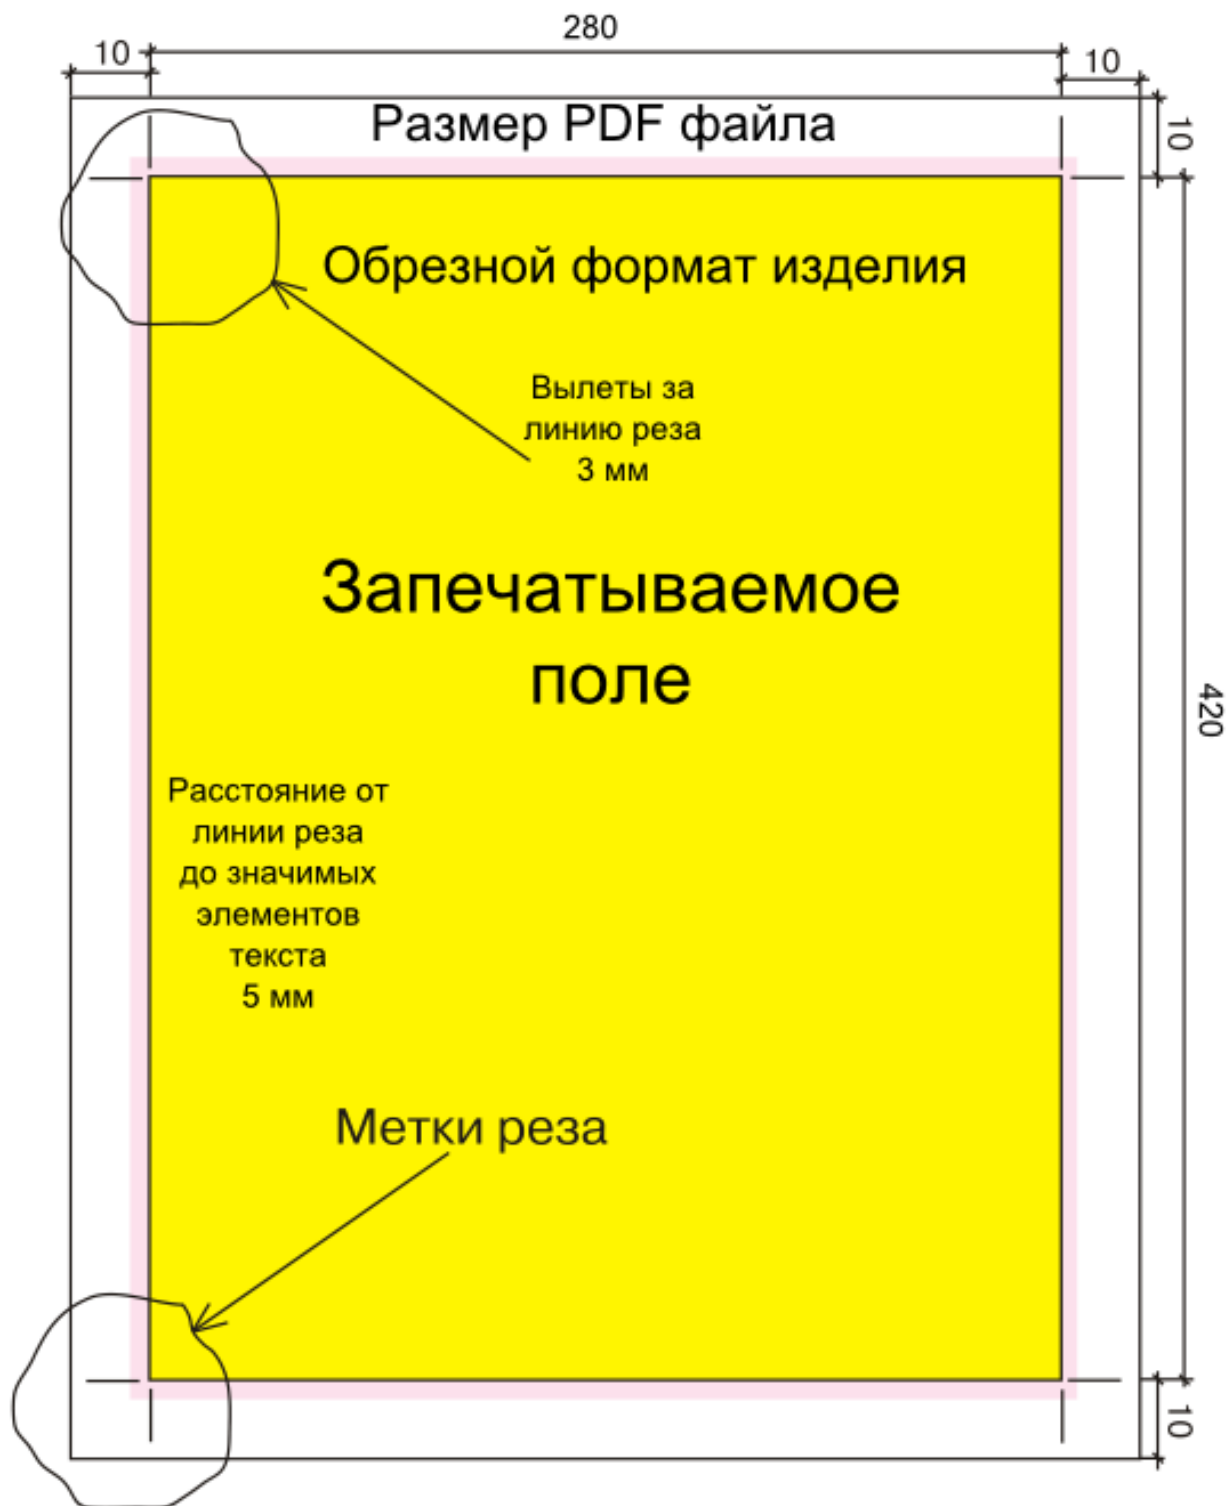 280
10
10
Размер PDF файла
10
Обрезной формат изделия
Вылеты за
линию реза
3 мм
Запечатываемое
поле
420
Расстояние от
линии реза
до значимых
элементов
текста
5 мм
Метки реза
10